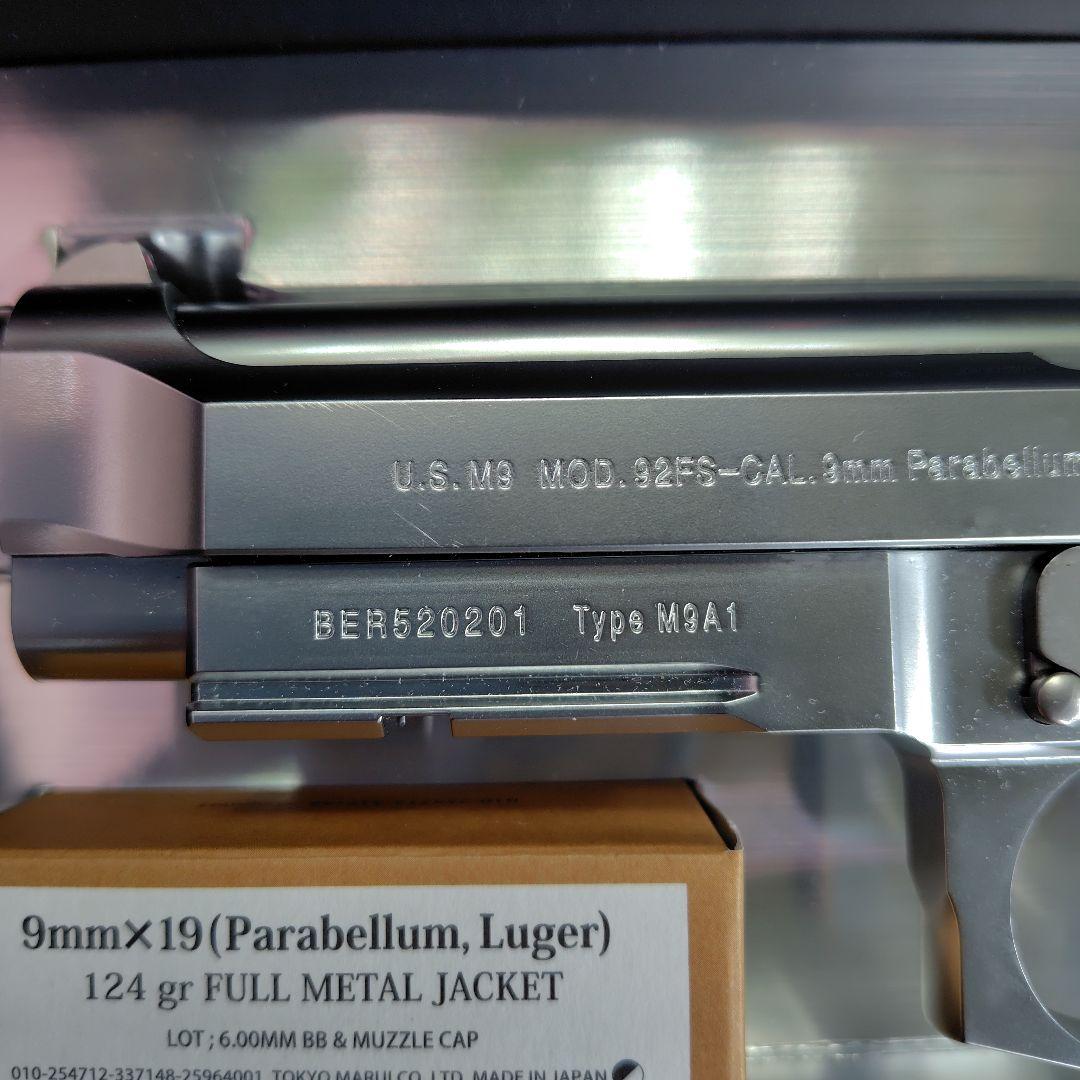 U.S. M9 MOD. 92FS-CAL. 9mm Parabellum
BER520201 Type M9A1
9mm×19(Parabellum, Luger)
124 gr FULL METAL JACKET
LOT ; 6.00MM BB & MUZZLE CAP
010-254712-337148-25964001 TOKYO MARUI CO., LTD. MADE IN JAPAN